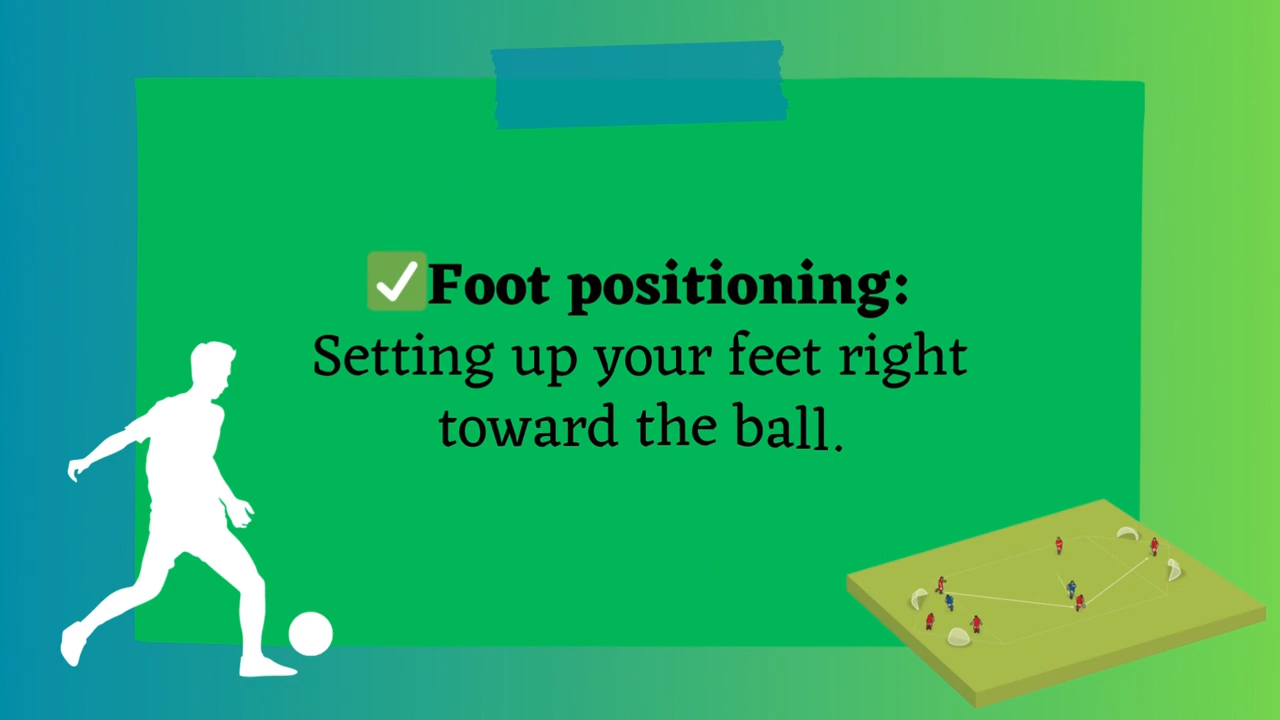 ✅Foot positioning:
Setting up your feet right
toward the ball.